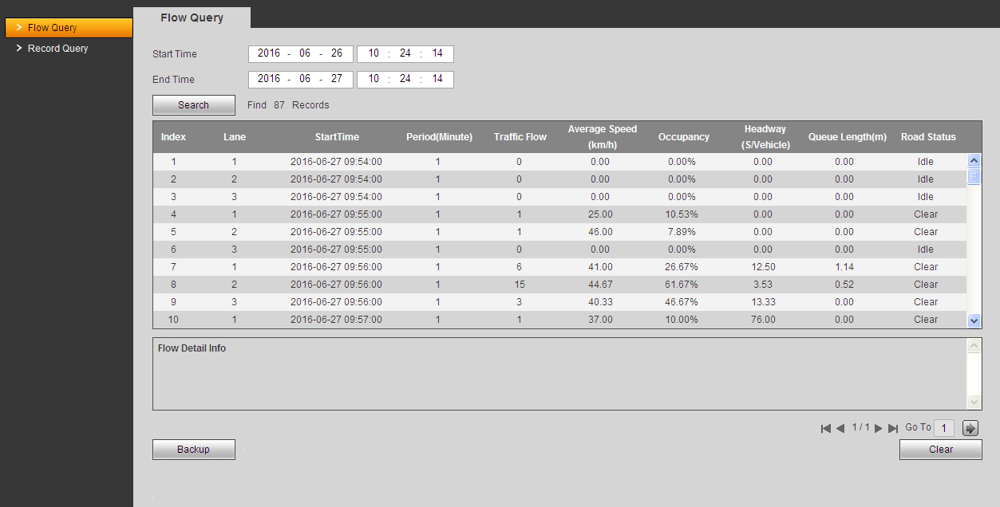 Flow Query
Flow Query
Record Query
Start Time 2016 - 06 - 26 10 : 24 : 14
End Time 2016 - 06 - 27 10 : 24 : 14
Search Find 87 Records
Index Lane StartTime Period(Minute) Traffic Flow Average Speed (km/h) Occupancy Headway (S/Vehicle) Queue Length(m) Road Status
1 1 2016-06-27 09:54:00 1 0 0.00 0.00% 0.00 0.00 Idle
2 2 2016-06-27 09:54:00 1 0 0.00 0.00% 0.00 0.00 Idle
3 3 2016-06-27 09:54:00 1 0 0.00 0.00% 0.00 0.00 Idle
4 1 2016-06-27 09:55:00 1 1 25.00 10.53% 0.00 0.00 Clear
5 2 2016-06-27 09:55:00 1 1 46.00 7.89% 0.00 0.00 Clear
6 3 2016-06-27 09:55:00 1 0 0.00 0.00% 0.00 0.00 Idle
7 1 2016-06-27 09:56:00 1 6 41.00 26.67% 12.50 1.14 Clear
8 2 2016-06-27 09:56:00 1 15 44.67 61.67% 3.53 0.52 Clear
9 3 2016-06-27 09:56:00 1 3 40.33 46.67% 13.33 0.00 Clear
10 1 2016-06-27 09:57:00 1 1 37.00 10.00% 76.00 0.00 Clear
Flow Detail Info
1 / 1 Go To 1
Backup Clear